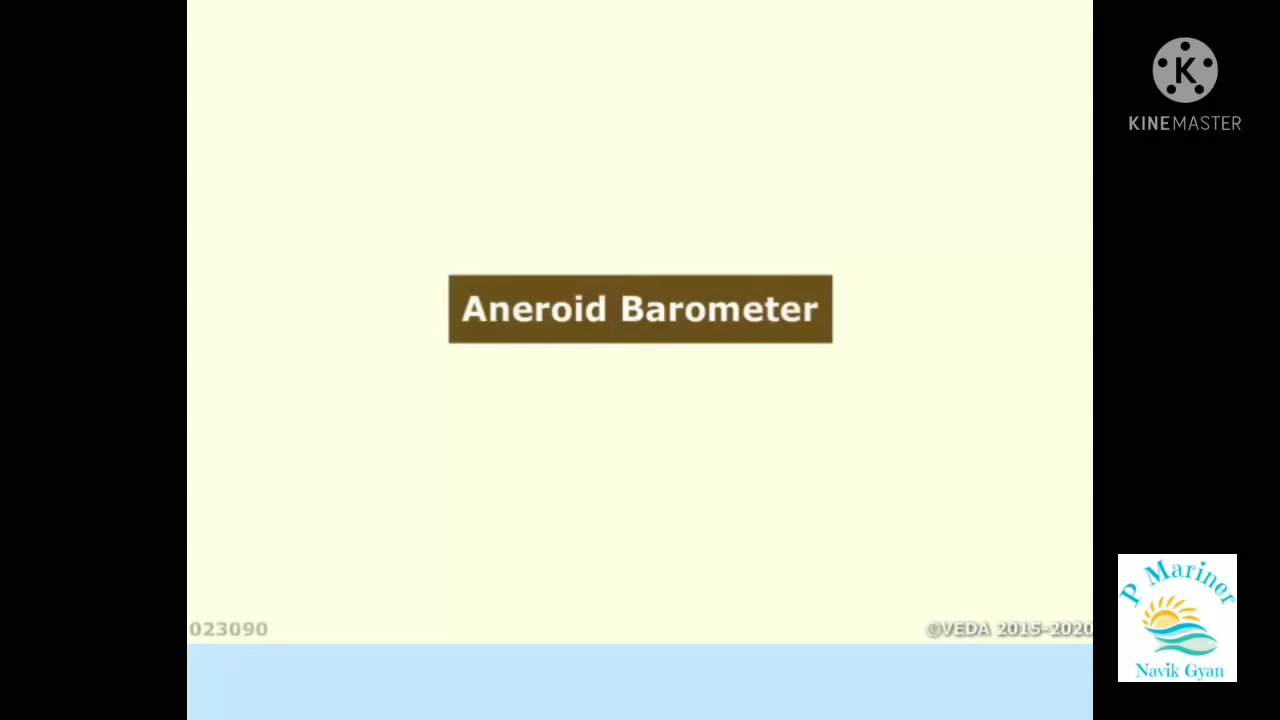 K
KINEMASTER
Aneroid Barometer
023090
©VEDA 2015-2020
P Mariner
Navik Gyan